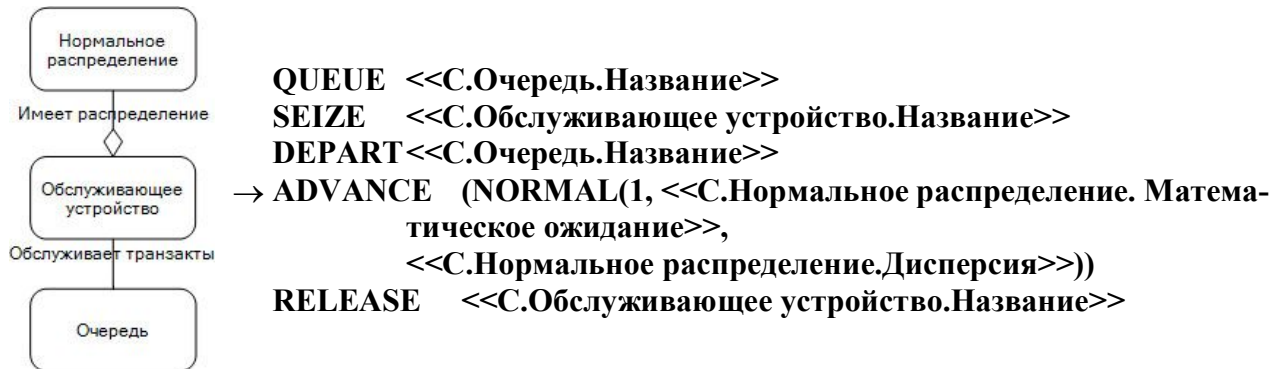 Нормальное
распределение
Имеет распределение
Обслуживающее
устройство
Обслуживает транзакты
Очередь
→
QUEUE <<С.Очередь.Название>>
SEIZE <<С.Обслуживающее устройство.Название>>
DEPART<<С.Очередь.Название>>
ADVANCE (NORMAL(1, <<С.Нормальное распределение. Матема-
тическое ожидание>>,
<<С.Нормальное распределение.Дисперсия>>))
RELEASE <<С.Обслуживающее устройство.Название>>